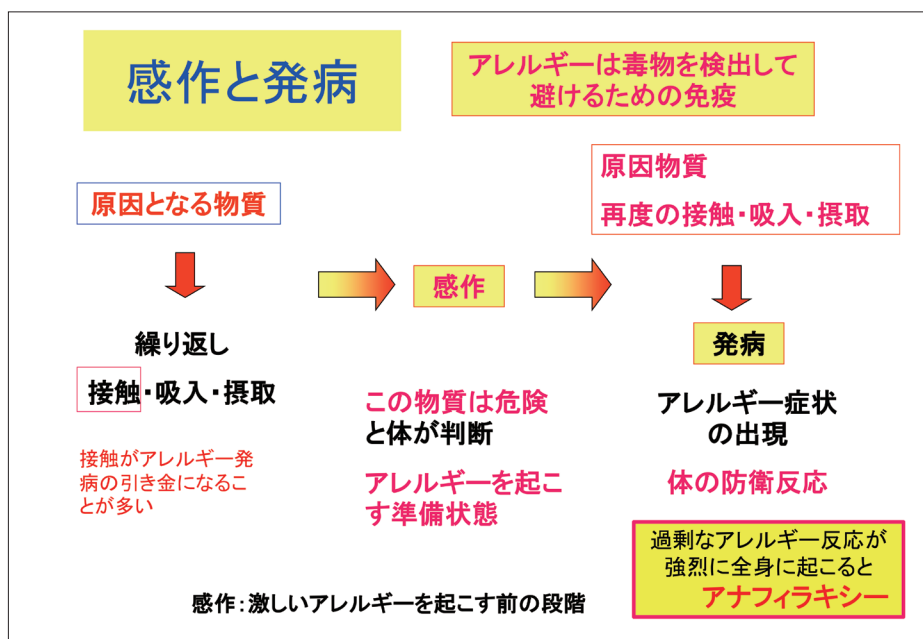 感作と発病
アレルギーは毒物を検出して
避けるための免疫
原因となる物質
繰り返し
接触・吸入・摂取
接触がアレルギー発
病の引き金になるこ
とが多い
感作
この物質は危険
と体が判断
アレルギーを起こ
す準備状態
原因物質
再度の接触・吸入・摂取
発病
アレルギー症状
の出現
体の防衛反応
過剰なアレルギー反応が
強烈に全身に起こると
アナフィラキシー
感作：激しいアレルギーを起こす前の段階